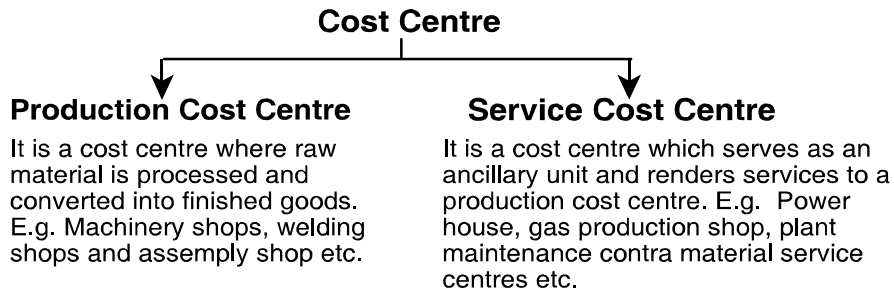 Cost Centre
Production Cost Centre
It is a cost centre where raw
material is processed and
converted into finished goods.
E.g. Machinery shops, welding
shops and assemply shop etc.
Service Cost Centre
It is a cost centre which serves as an
ancillary unit and renders services to a
production cost centre. E.g. Power
house, gas production shop, plant
maintenance contra material service
centres etc.